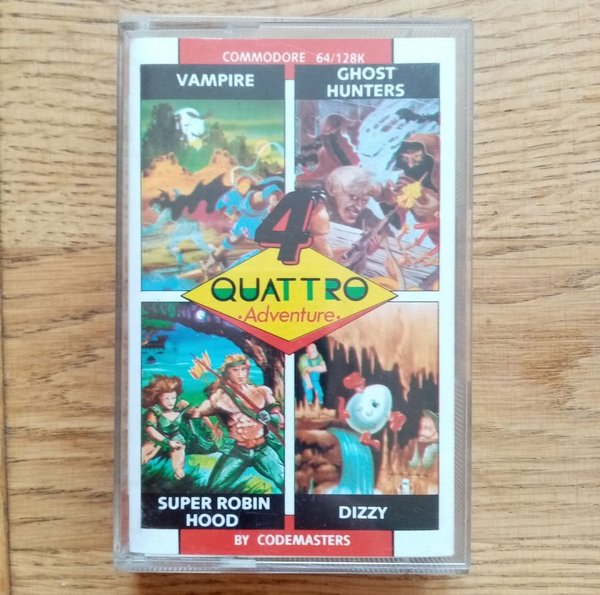 COMMODORE 64/128K
VAMPIRE
GHOST
HUNTERS
4
QUATTRO
·Adventure·
SUPER ROBIN
HOOD
DIZZY
BY CODEMASTERS